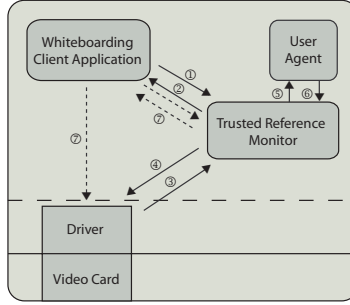 Whiteboarding
Client Application
User
Agent
①
②
⑦
⑤
⑥
Trusted Reference
Monitor
⑦
④
③
Driver
Video Card